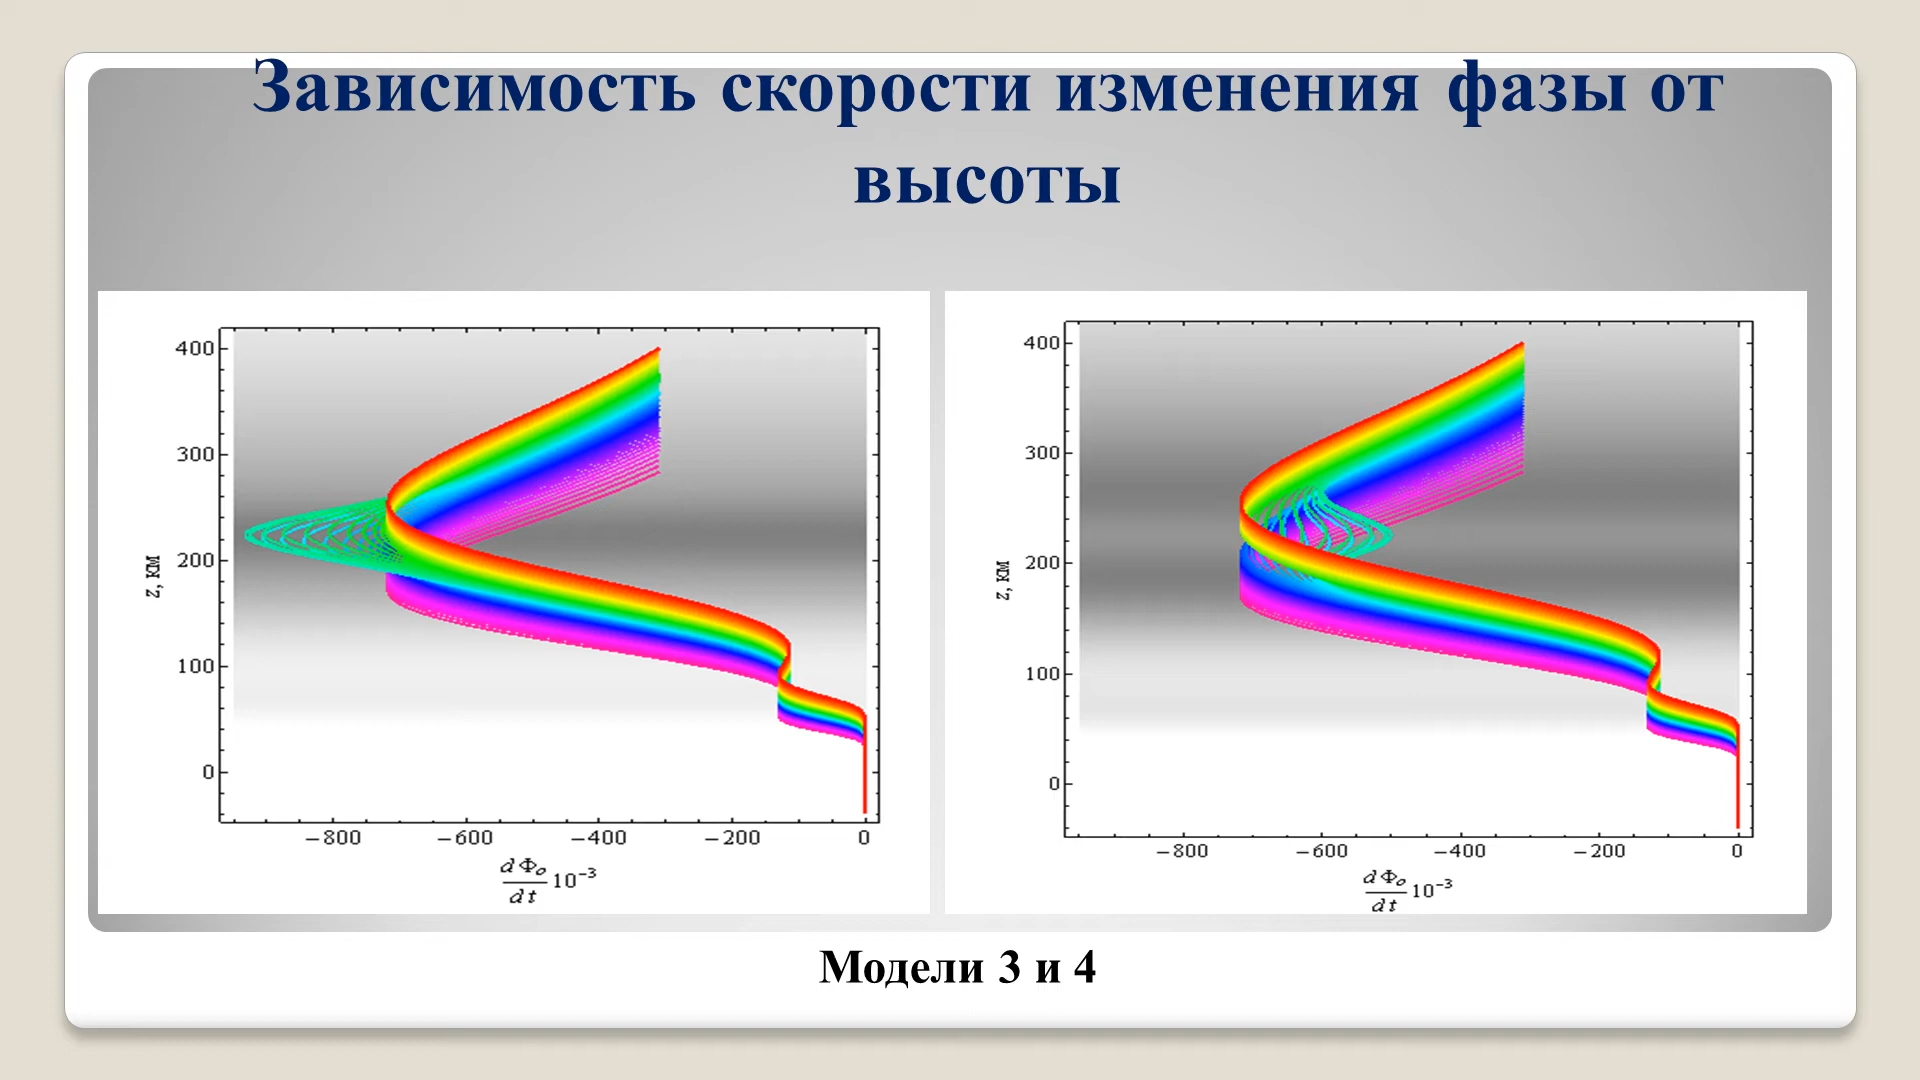 Зависимость скорости изменения фазы от
высоты
400
300
200
100
0
Z, км
−800 −600 −400 −200 0
dΦₒ/dt 10⁻³
400
300
200
100
0
Z, км
−800 −600 −400 −200 0
dΦₒ/dt 10⁻³
Модели 3 и 4